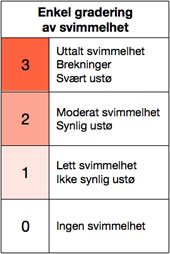 Enkel gradering
av svimmelhet
3
Uttalt svimmelhet
Brekninger
Svært ustø
2
Moderat svimmelhet
Synlig ustø
1
Lett svimmelhet
Ikke synlig ustø
0
Ingen svimmelhet